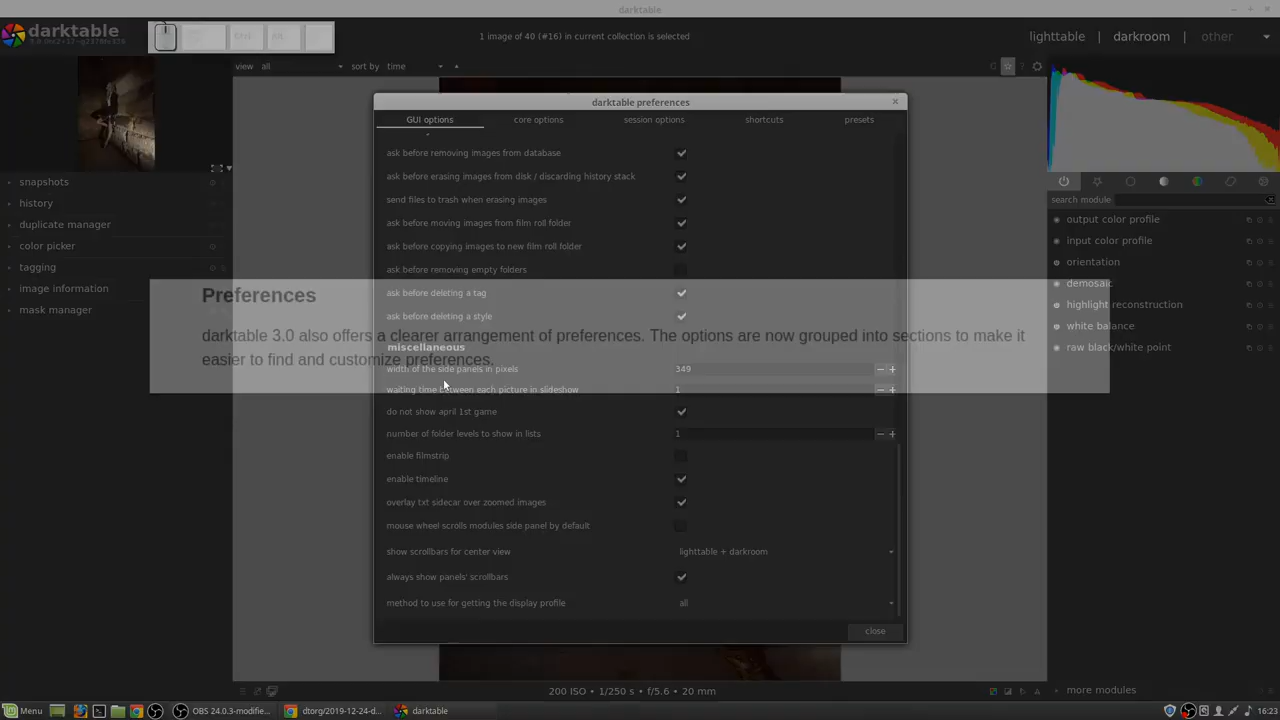 darktable
darktable
1 image of 40 (#16) in current collection is selected
lighttable | darkroom | other
view all sort by time
darktable preferences
GUI options core options session options shortcuts presets
snapshots
history
duplicate manager
color picker
tagging
image information
mask manager
ask before removing images from database
ask before erasing images from disk / discarding history stack
send files to trash when erasing images
ask before moving images from film roll folder
ask before copying images to new film roll folder
ask before removing empty folders
ask before deleting a tag
ask before deleting a style
Preferences
darktable 3.0 also offers a clearer arrangement of preferences. The options are now grouped into sections to make it
easier to find and customize preferences.
miscellaneous
width of the side panels in pixels 349
waiting time between each picture in slideshow 1
do not show april 1st game
number of folder levels to show in lists 1
enable filmstrip
enable timeline
overlay txt sidecar over zoomed images
mouse wheel scrolls modules side panel by default
show scrollbars for center view lighttable + darkroom
always show panels' scrollbars
method to use for getting the display profile all
close
search module
output color profile
input color profile
orientation
demosaic
highlight reconstruction
white balance
raw black/white point
200 ISO • 1/250 s • f/5.6 • 20 mm
more modules
Menu
OBS 24.0.3-modifie...
dtorg/2019-12-24-d...
darktable
16:23